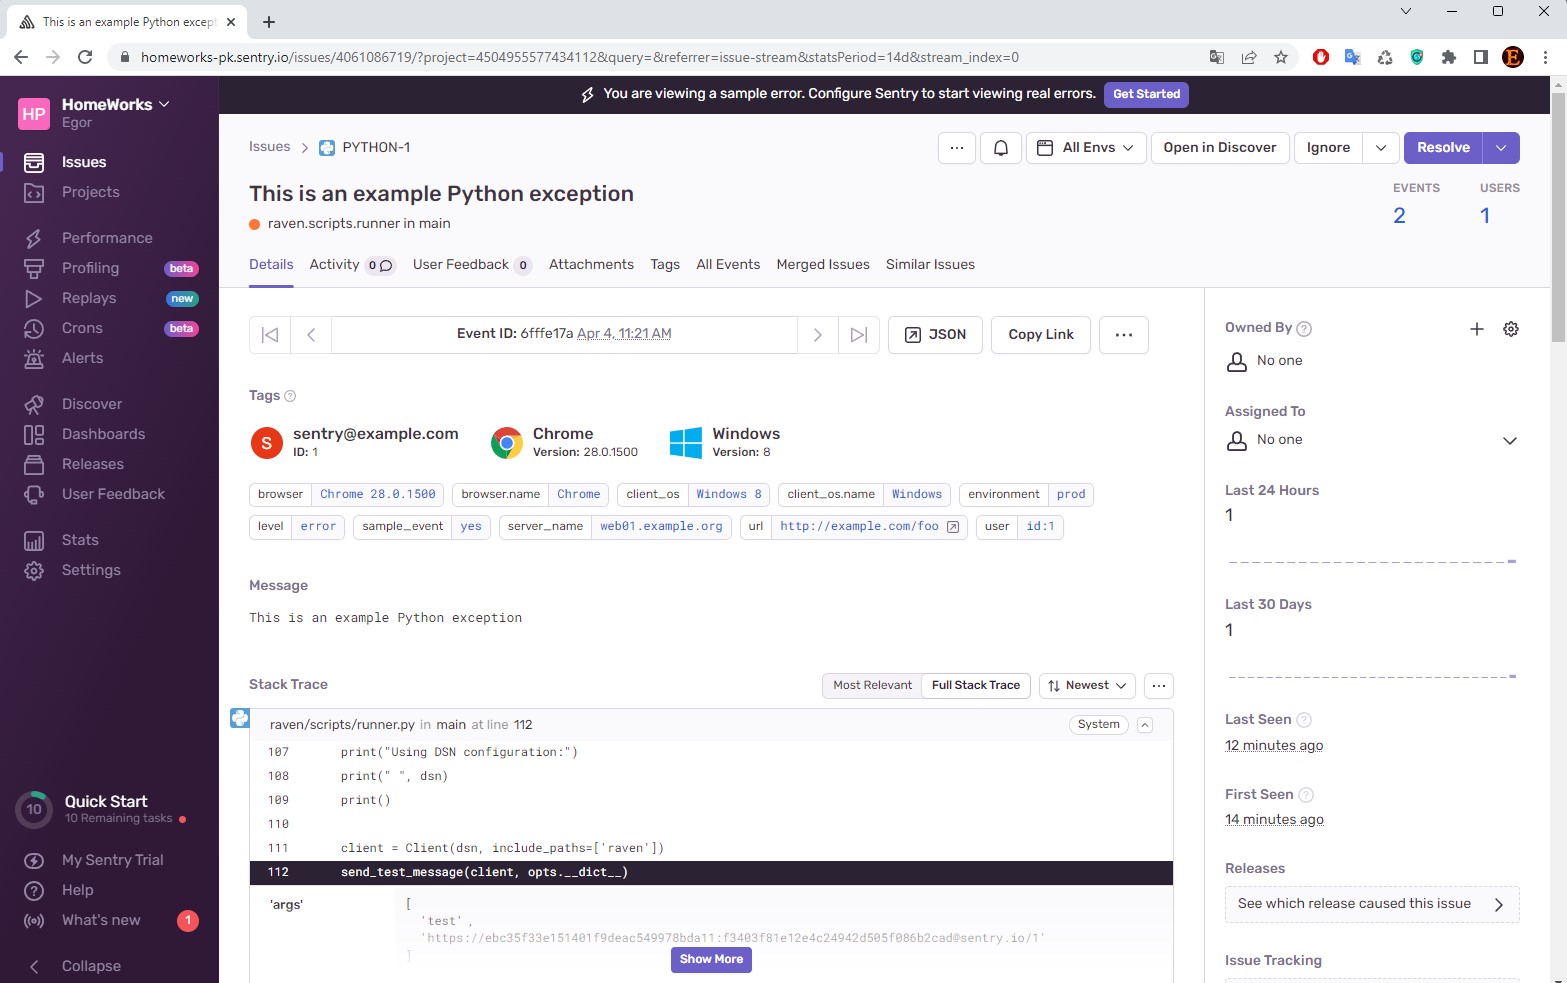 This is an example Python except
homeworks-pk.sentry.io/issues/4061086719/?project=4504955577434112&query=&referrer=issue-stream&statsPeriod=14d&stream_index=0
HP
HomeWorks
Egor
Issues
Projects
Performance
Profiling beta
Replays new
Crons beta
Alerts
Discover
Dashboards
Releases
User Feedback
Stats
Settings
10
Quick Start
10 Remaining tasks
My Sentry Trial
Help
What's new 1
Collapse
You are viewing a sample error. Configure Sentry to start viewing real errors. Get Started
Issues PYTHON-1
... All Envs Open in Discover Ignore Resolve
This is an example Python exception
raven.scripts.runner in main
EVENTS USERS
2 1
Details Activity 0 User Feedback 0 Attachments Tags All Events Merged Issues Similar Issues
Event ID: 6fffe17a Apr 4, 11:21 AM JSON Copy Link ...
Tags ?
S
sentry@example.com
ID: 1
Chrome
Version: 28.0.1500
Windows
Version: 8
browser Chrome 28.0.1500 browser.name Chrome client_os Windows 8 client_os.name Windows environment prod
level error sample_event yes server_name web01.example.org url http://example.com/foo user id:1
Message
This is an example Python exception
Stack Trace Most Relevant Full Stack Trace Newest ...
raven/scripts/runner.py in main at line 112 System
107 print("Using DSN configuration:")
108 print(" ", dsn)
109 print()
110
111 client = Client(dsn, include_paths=['raven'])
112 send_test_message(client, opts.__dict__)
'args' [
'test',
'https://ebc35f33e151401f9deac549978bda11:f3403f81e12e4c24942d505f086b2cad@sentry.io/1'
]
Show More
Owned By ?
No one
Assigned To
No one
Last 24 Hours
1
Last 30 Days
1
Last Seen ?
12 minutes ago
First Seen ?
14 minutes ago
Releases
See which release caused this issue
Issue Tracking